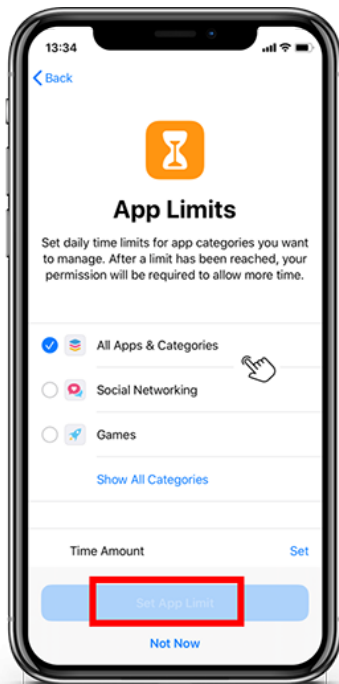 13:34
Back
App Limits
Set daily time limits for app categories you want
to manage. After a limit has been reached, your
permission will be required to allow more time.
All Apps & Categories
Social Networking
Games
Show All Categories
Time Amount Set
Set App Limit
Not Now